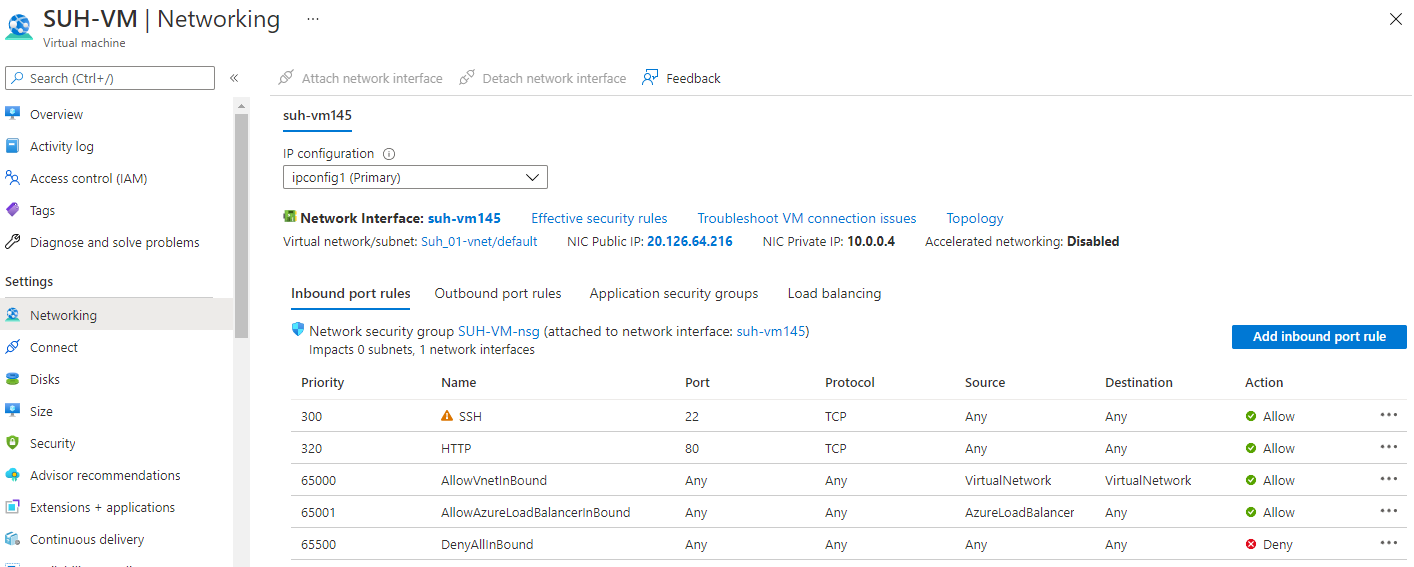 SUH-VM | Networking ...
Virtual machine
Search (Ctrl+/)
«
Overview
Activity log
Access control (IAM)
Tags
Diagnose and solve problems
Settings
Networking
Connect
Disks
Size
Security
Advisor recommendations
Extensions + applications
Continuous delivery
Attach network interface Detach network interface Feedback
suh-vm145
IP configuration
ipconfig1 (Primary)
Network Interface: suh-vm145 Effective security rules Troubleshoot VM connection issues Topology
Virtual network/subnet: Suh_01-vnet/default NIC Public IP: 20.126.64.216 NIC Private IP: 10.0.0.4 Accelerated networking: Disabled
Inbound port rules Outbound port rules Application security groups Load balancing
Network security group SUH-VM-nsg (attached to network interface: suh-vm145)
Impacts 0 subnets, 1 network interfaces
Add inbound port rule
Priority Name Port Protocol Source Destination Action
300 SSH 22 TCP Any Any Allow ...
320 HTTP 80 TCP Any Any Allow ...
65000 AllowVnetInBound Any Any VirtualNetwork VirtualNetwork Allow ...
65001 AllowAzureLoadBalancerInBound Any Any AzureLoadBalancer Any Allow ...
65500 DenyAllInBound Any Any Any Any Deny ...